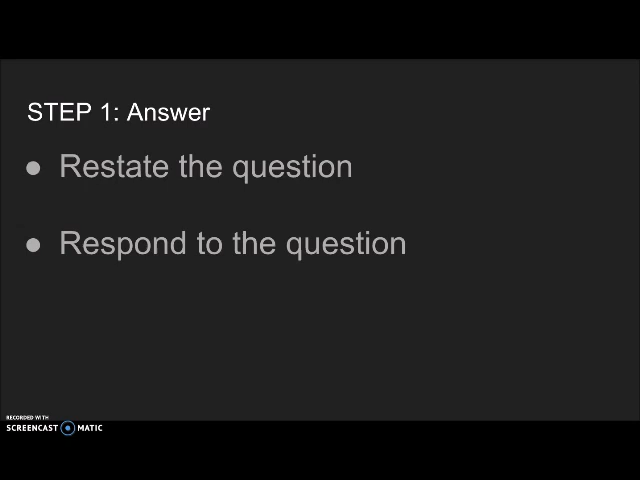 STEP 1: Answer
● Restate the question
● Respond to the question
RECORDED WITH
SCREENCAST MATIC